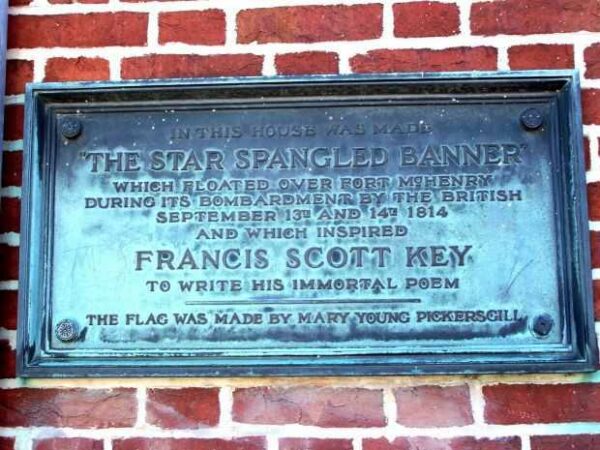 IN THIS HOUSE WAS MADE
"THE STAR SPANGLED BANNER"
WHICH FLOATED OVER FORT McHENRY
DURING ITS BOMBARDMENT BY THE BRITISH
SEPTEMBER 13TH AND 14TH 1814
AND WHICH INSPIRED
FRANCIS SCOTT KEY
TO WRITE HIS IMMORTAL POEM
THE FLAG WAS MADE BY MARY YOUNG PICKERSGILL